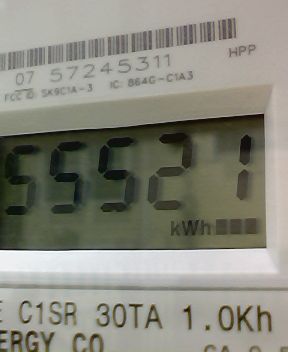 07 57245311 HPP
FCC ID: SK9C1A-3 IC: 864G-C1A3
55521
kWh
C1SR 30TA 1.0Kh
ERGY CO